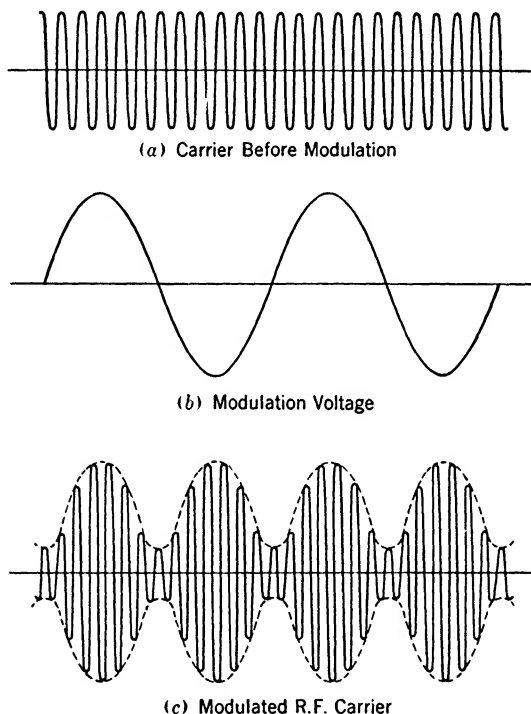 (a) Carrier Before Modulation
(b) Modulation Voltage
(c) Modulated R.F. Carrier